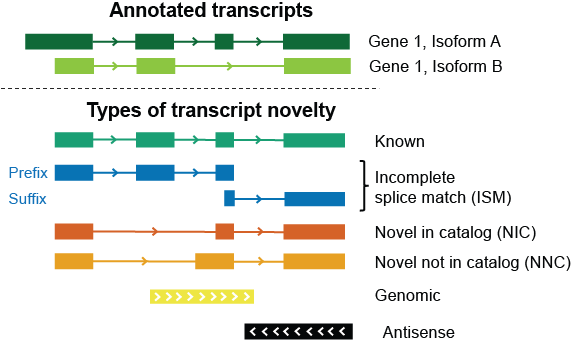 Annotated transcripts
Gene 1, Isoform A
Gene 1, Isoform B
Types of transcript novelty
Known
Prefix
Suffix
Incomplete
splice match (ISM)
Novel in catalog (NIC)
Novel not in catalog (NNC)
Genomic
Antisense